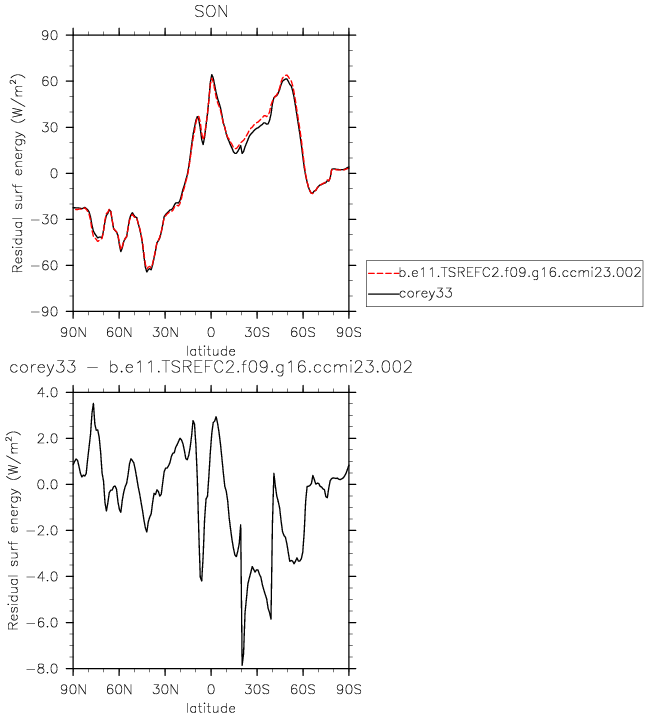 SON
Residual surf energy (W/m²)
90
60
30
0
−30
−60
−90
90N 60N 30N 0 30S 60S 90S
latitude
b.e11.TSREFC2.f09.g16.ccmi23.002
corey33
corey33 − b.e11.TSREFC2.f09.g16.ccmi23.002
Residual surf energy (W/m²)
4.0
2.0
0.0
−2.0
−4.0
−6.0
−8.0
90N 60N 30N 0 30S 60S 90S
latitude